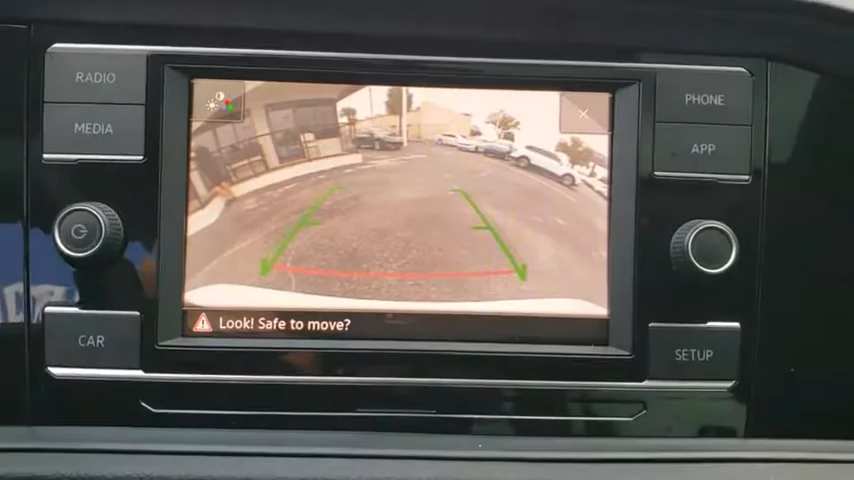 RADIO
MEDIA
PHONE
APP
CAR
SETUP
Look! Safe to move?